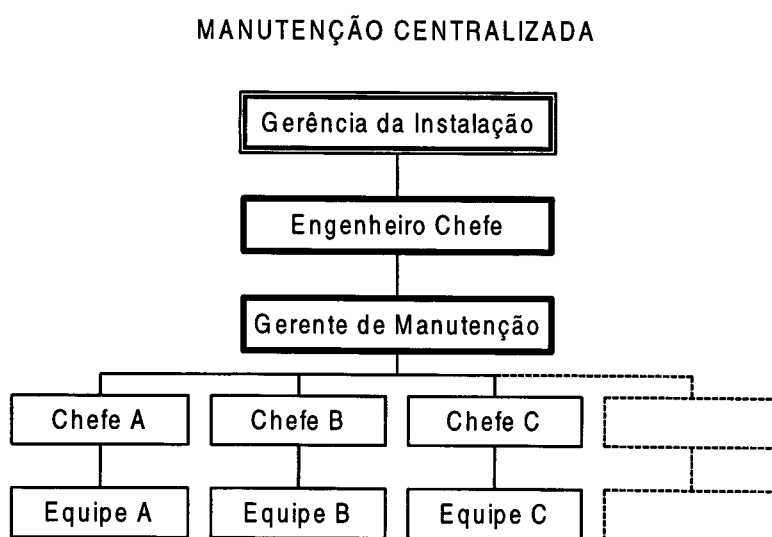 MANUTENÇÃO CENTRALIZADA
Gerência da Instalação
Engenheiro Chefe
Gerente de Manutenção
Chefe A
Chefe B
Chefe C
Equipe A
Equipe B
Equipe C